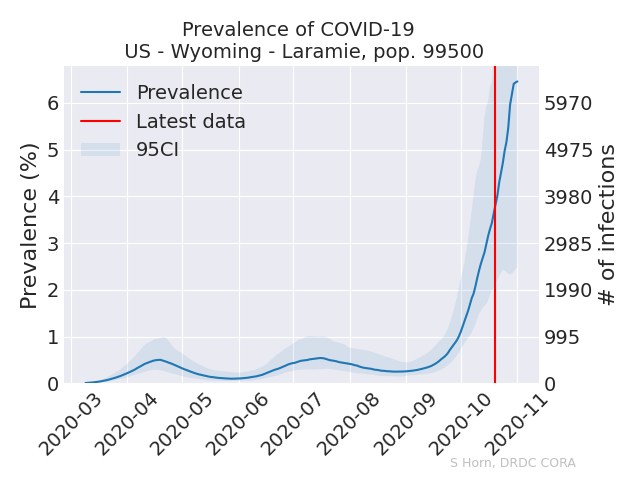 Prevalence of COVID-19
US - Wyoming - Laramie, pop. 99500
Prevalence
Latest data
95CI
Prevalence (%)
6
5
4
3
2
1
0
5970
4975
3980
2985
1990
995
0
# of infections
2020-03
2020-04
2020-05
2020-06
2020-07
2020-08
2020-09
2020-10
2020-11
S Horn, DRDC CORA